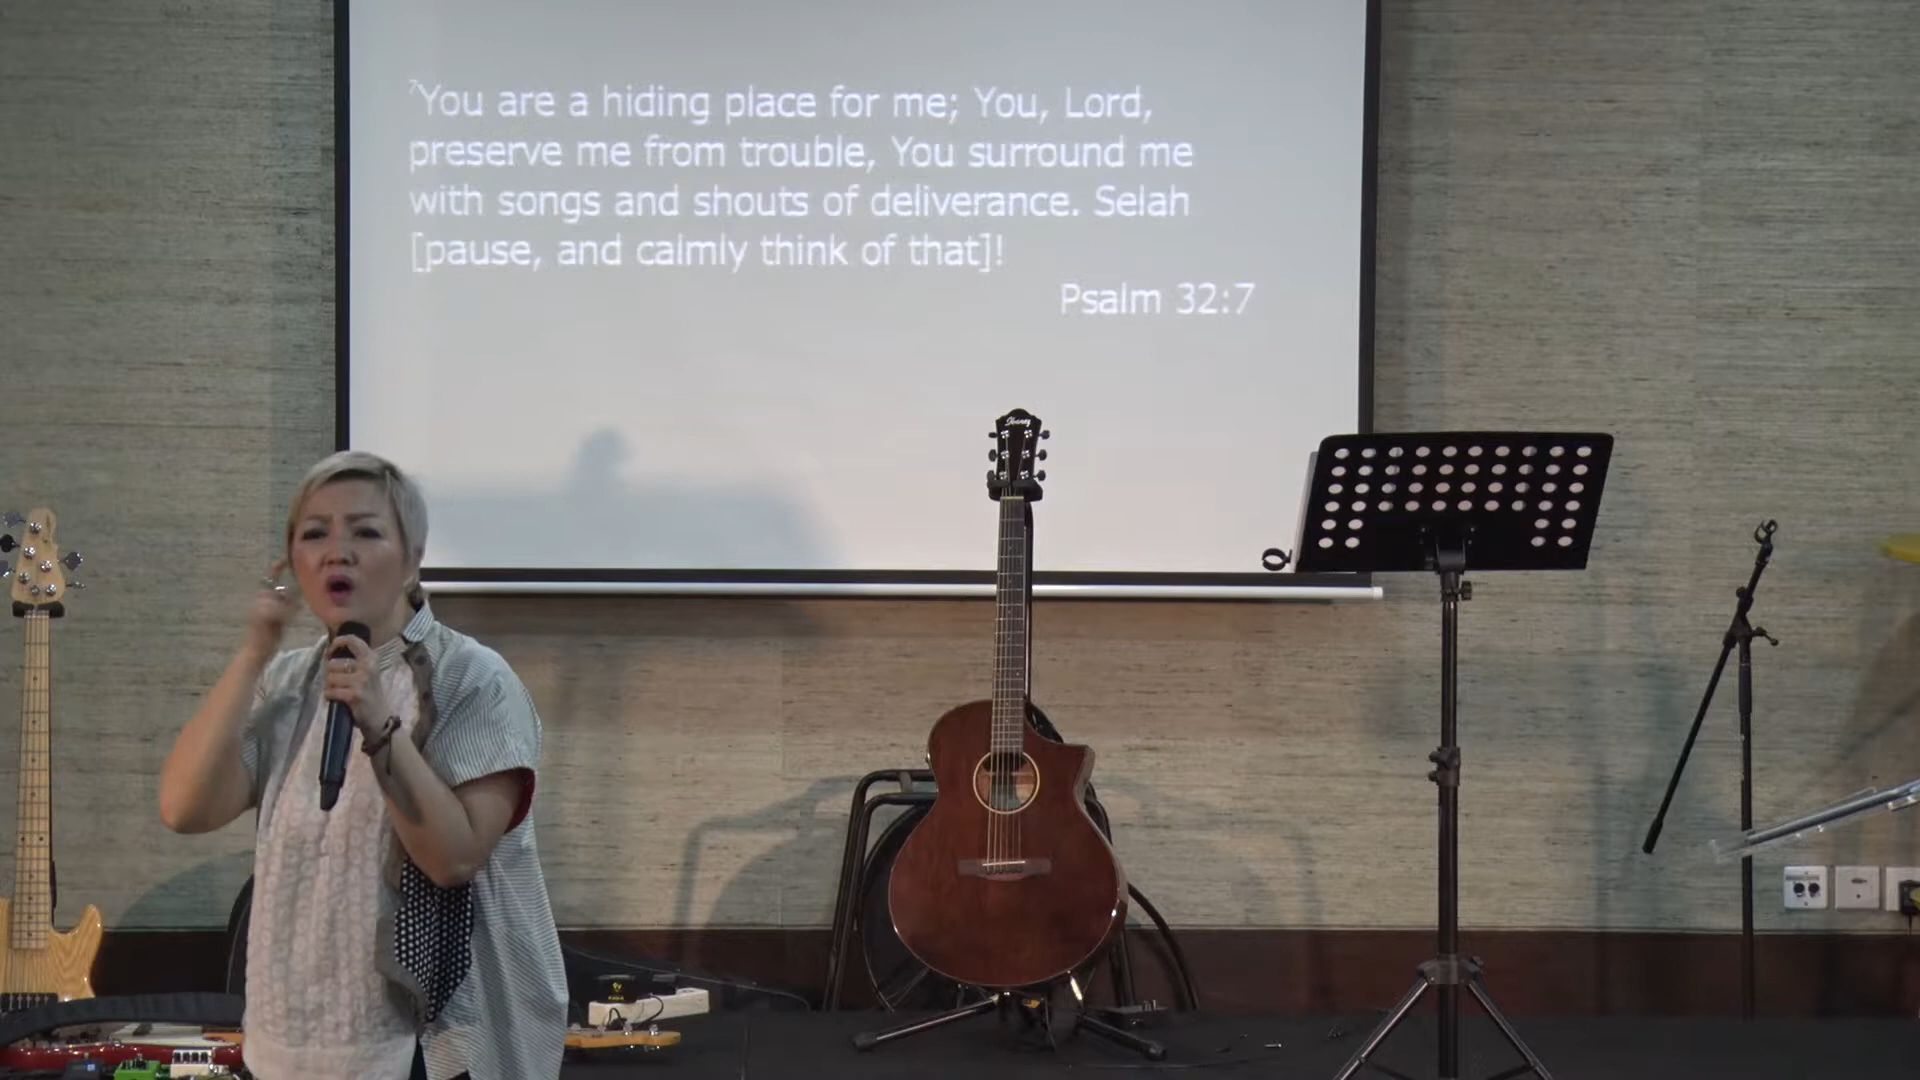 ⁷You are a hiding place for me; You, Lord,
preserve me from trouble, You surround me
with songs and shouts of deliverance. Selah
[pause, and calmly think of that]!
Psalm 32:7
Ibanez